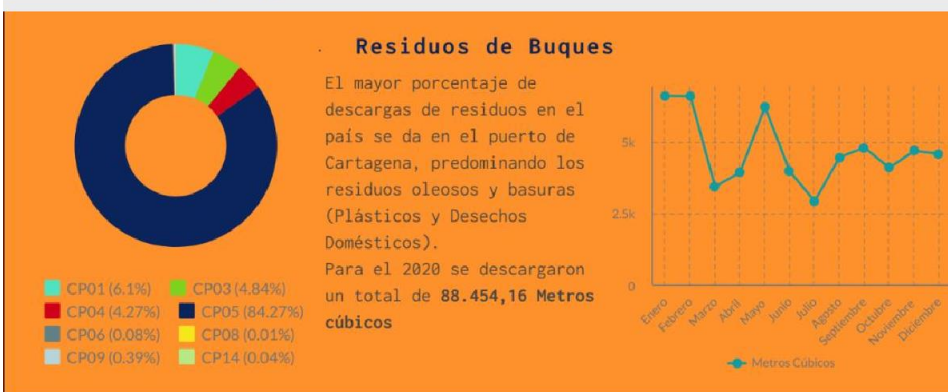 Residuos de Buques
El mayor porcentaje de
descargas de residuos en el
país se da en el puerto de
Cartagena, predominando los
residuos oleosos y basuras
(Plásticos y Desechos
Domésticos).
Para el 2020 se descargaron
un total de 88.454,16 Metros
cúbicos
CP01 (6.1%) CP03 (4.84%)
CP04 (4.27%) CP05 (84.27%)
CP06 (0.08%) CP08 (0.01%)
CP09 (0.39%) CP14 (0.04%)
5k
2.5k
0
Enero Febrero Marzo Abril Mayo Junio Julio Agosto Septiembre Octubre Noviembre Diciembre
Metros Cúbicos